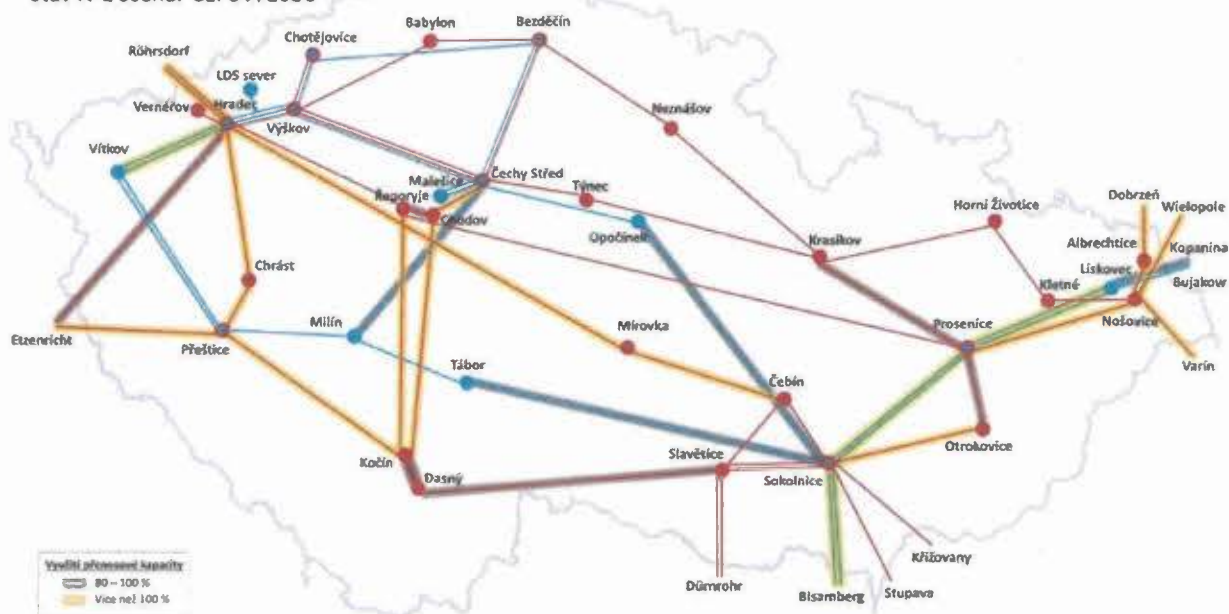 Babylon
Bezděčín
Chotějovice
Röhrsdorf
LDS sever
Vernéřov
Hradec
Výškov
Neznášov
Vítkov
Čechy Střed
Malešice
Týnec
Řeporyje
Chodov
Opočinek
Horní Životice
Dobrzeń
Wielopole
Albrechtice
Kopanina
Krasíkov
Lískovec
Bujakow
Kletné
Nošovice
Chrást
Etzenricht
Přeštice
Milín
Mírovka
Prosenice
Varín
Tábor
Čebín
Otrokovice
Kočín
Dasný
Slavětice
Sokolnice
Křižovany
Dürnrohr
Bisamberg
Stupava
Využití přenosové kapacity
80 – 100 %
Více než 100 %